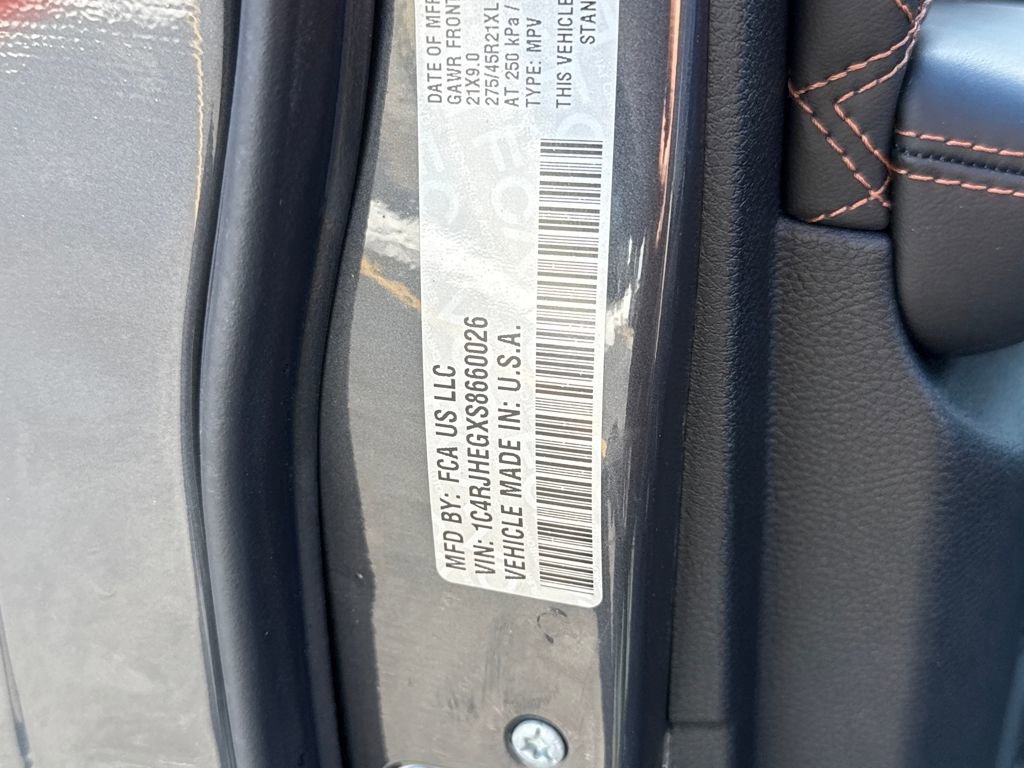 MFD BY: FCA US LLC
VIN: 1C4RJHEGXS8660026
VEHICLE MADE IN: U.S.A.
DATE OF MFR
GAWR FRONT
21X9.0
275/45R21XL
AT 250 kPa/
TYPE: MPV
THIS VEHICLE
STAN